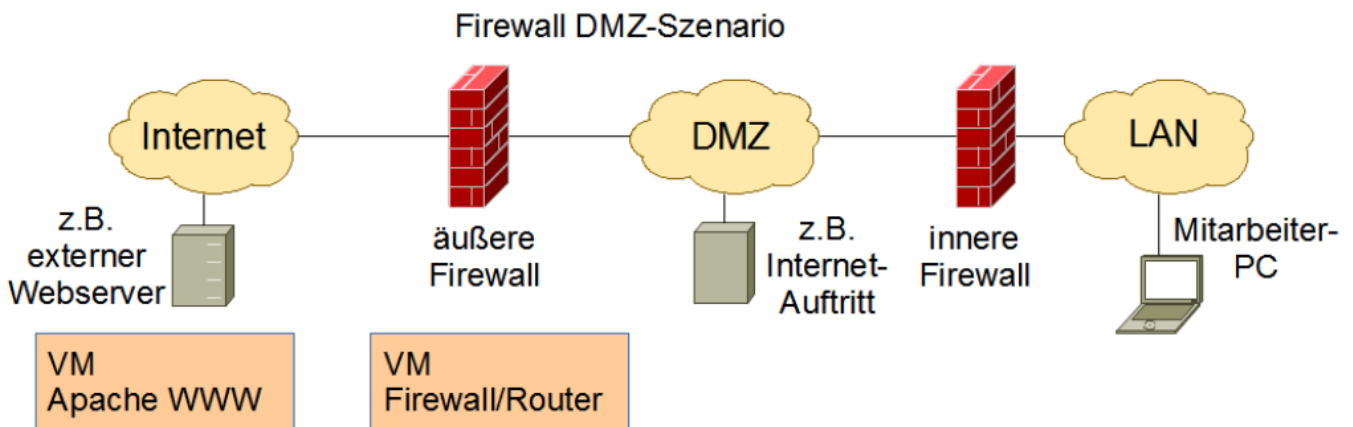 Firewall DMZ-Szenario
Internet
DMZ
LAN
z.B.
externer
Webserver
äußere
Firewall
z.B.
Internet-
Auftritt
innere
Firewall
Mitarbeiter-
PC
VM
Apache WWW
VM
Firewall/Router